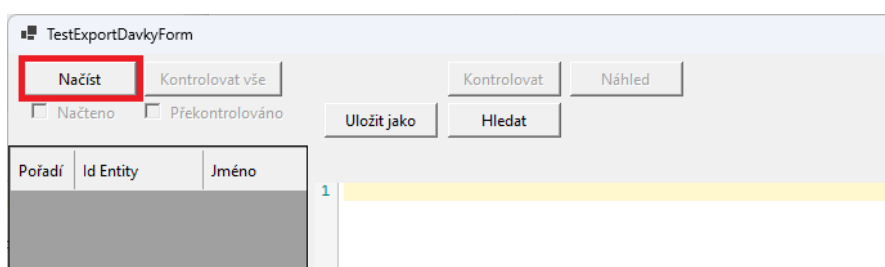 TestExportDavkyForm
Načíst Kontrolovat vše Kontrolovat Náhled
Načteno Překontrolováno
Uložit jako Hledat
Pořadí Id Entity Jméno
1